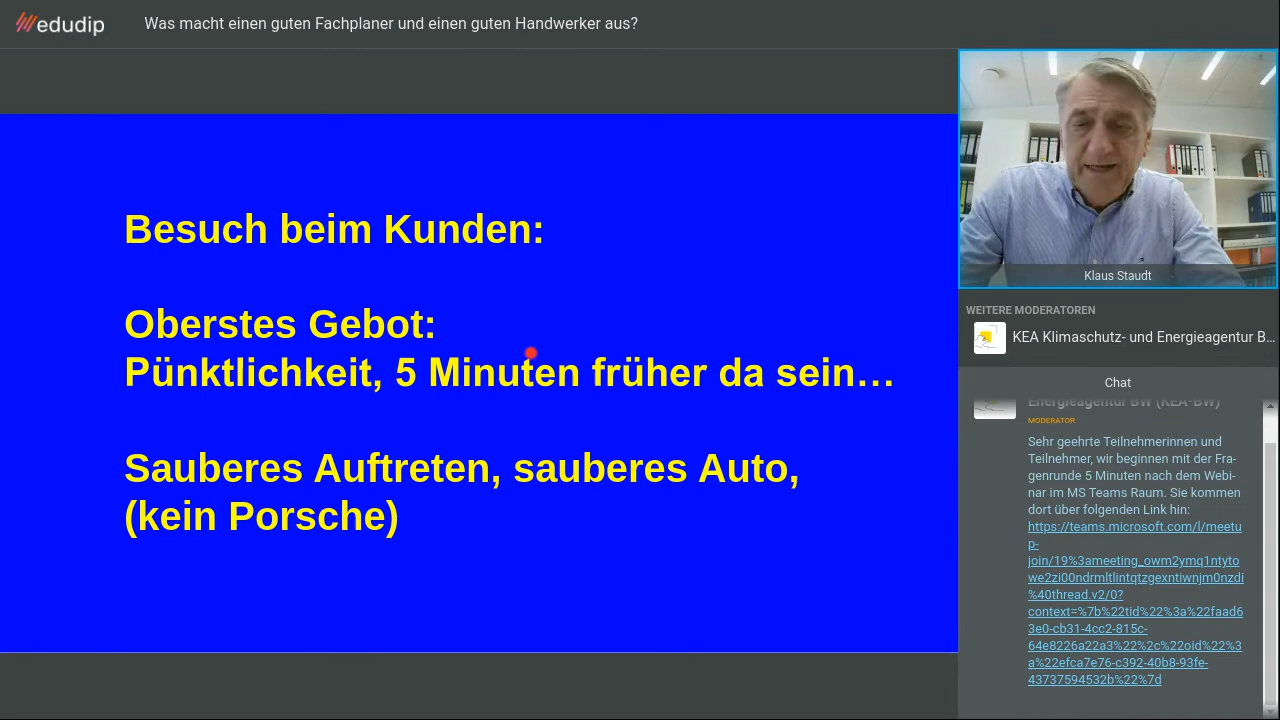 edudip
Was macht einen guten Fachplaner und einen guten Handwerker aus?
Besuch beim Kunden:
Oberstes Gebot:
Pünktlichkeit, 5 Minuten früher da sein…
Sauberes Auftreten, sauberes Auto,
(kein Porsche)
Klaus Staudt
WEITERE MODERATOREN
KEA Klimaschutz- und Energieagentur B…
Chat
Energieagentur BW (KEA-BW)
MODERATOR
Sehr geehrte Teilnehmerinnen und
Teilnehmer, wir beginnen mit der Fra-
genrunde 5 Minuten nach dem Webi-
nar im MS Teams Raum. Sie kommen
dort über folgenden Link hin:
https://teams.microsoft.com/l/meetu
p-
join/19%3ameeting_owm2ymq1ntyto
we2zi00ndrmltlintqtzgexntiwnjm0nzdi
%40thread.v2/0?
context=%7b%22tid%22%3a%22faad6
3e0-cb31-4cc2-815c-
64e8226a22a3%22%2c%22oid%22%3
a%22efca7e76-c392-40b8-93fe-
43737594532b%22%7d